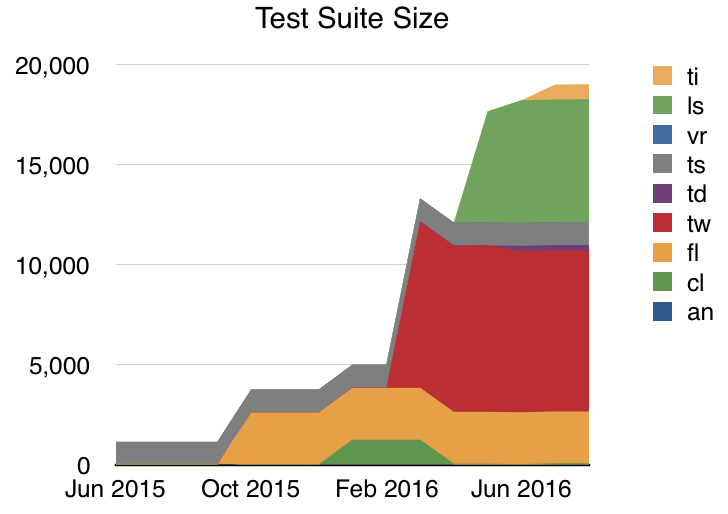 Test Suite Size
20,000
15,000
10,000
5,000
0
Jun 2015
Oct 2015
Feb 2016
Jun 2016
ti
ls
vr
ts
td
tw
fl
cl
an